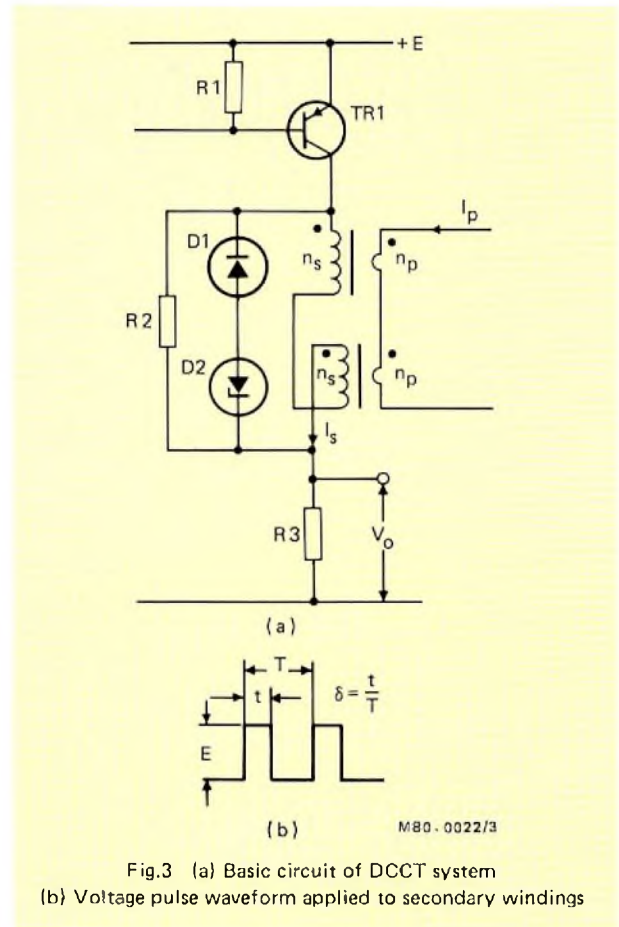 + E
R1
TR1
I_p
D1
n_s
n_p
R2
D2
n_s
n_p
I_s
R3
V_o
(a)
T
t
δ = t/T
E
(b)
M80-0022/3
Fig.3 (a) Basic circuit of DCCT system
(b) Voltage pulse waveform applied to secondary windings